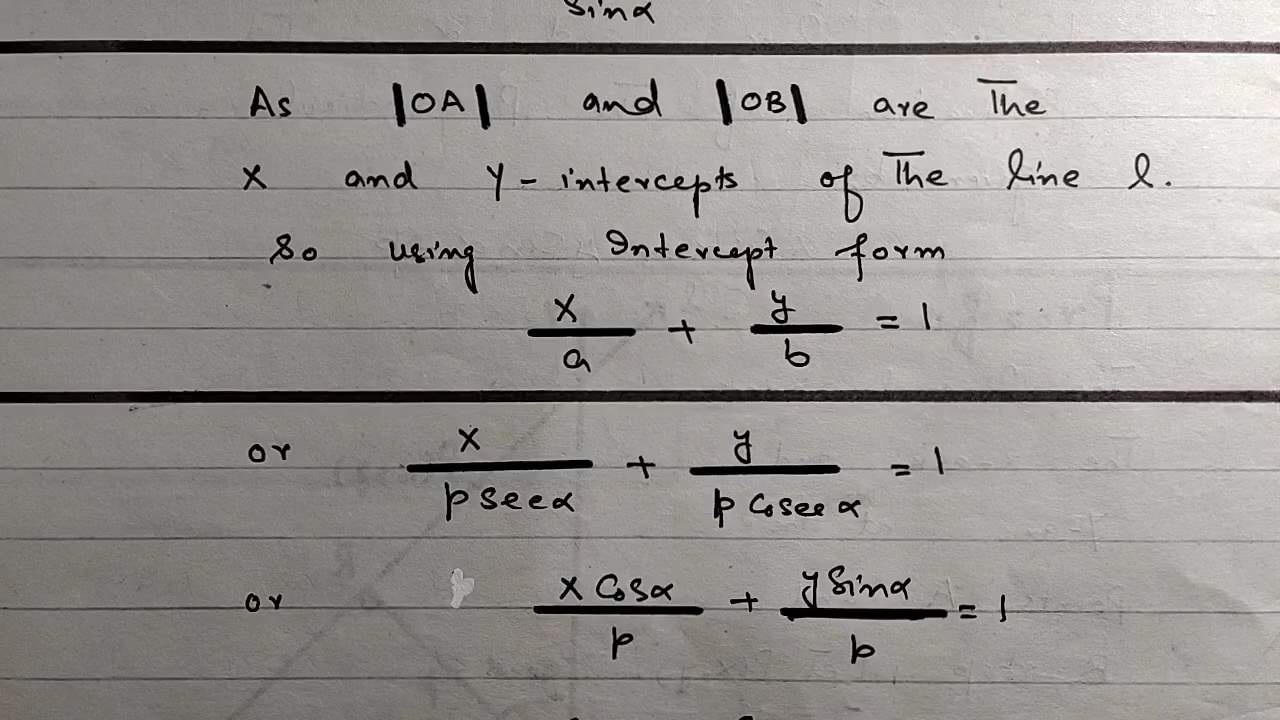 Sinα
As |OA| and |OB| are The
X and Y-intercepts of The line l.
So using Intercept form
x/a + y/b = 1
or x/p secα + y/p Cosec α = 1
or x Cosα/p + y Sinα/p = 1